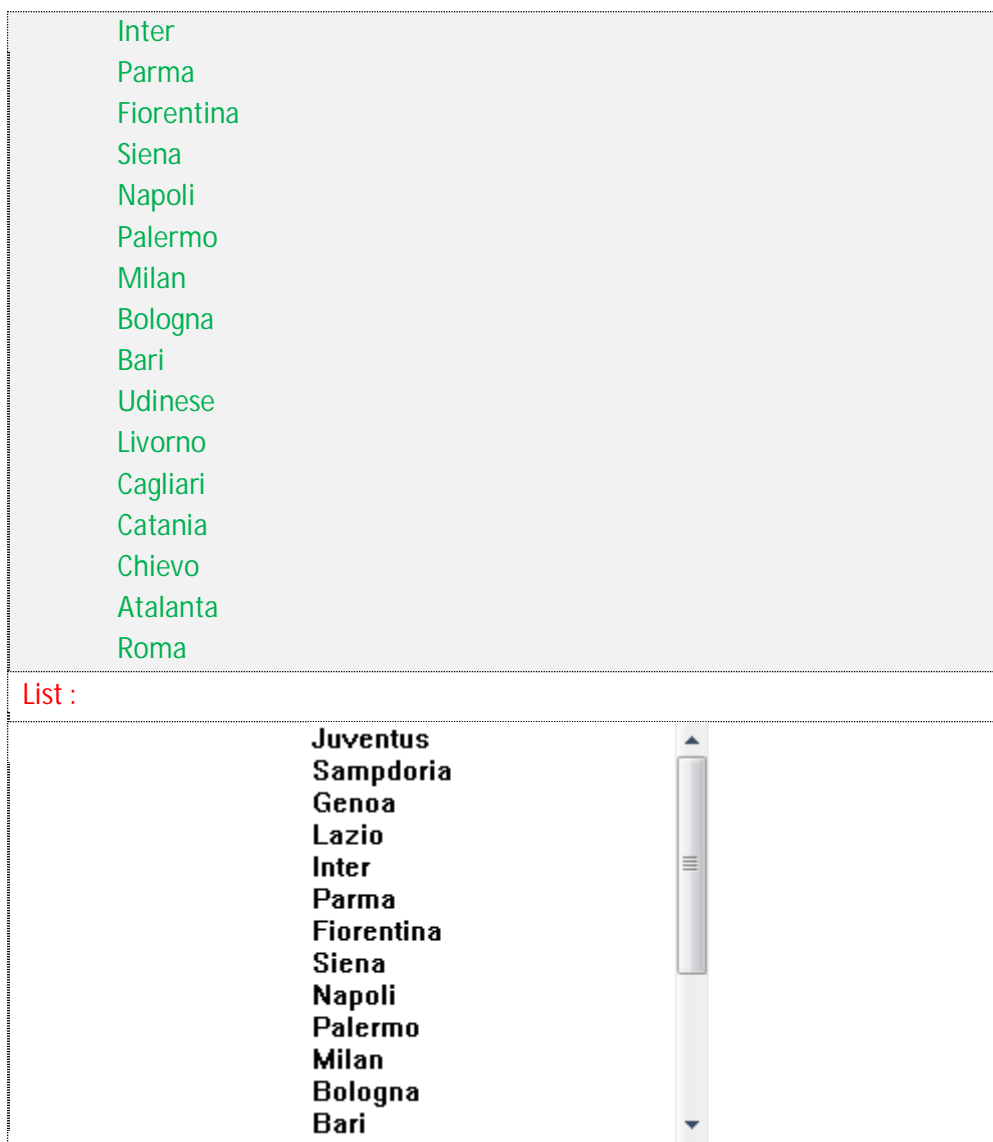 Inter
Parma
Fiorentina
Siena
Napoli
Palermo
Milan
Bologna
Bari
Udinese
Livorno
Cagliari
Catania
Chievo
Atalanta
Roma
List :
Juventus
Sampdoria
Genoa
Lazio
Inter
Parma
Fiorentina
Siena
Napoli
Palermo
Milan
Bologna
Bari